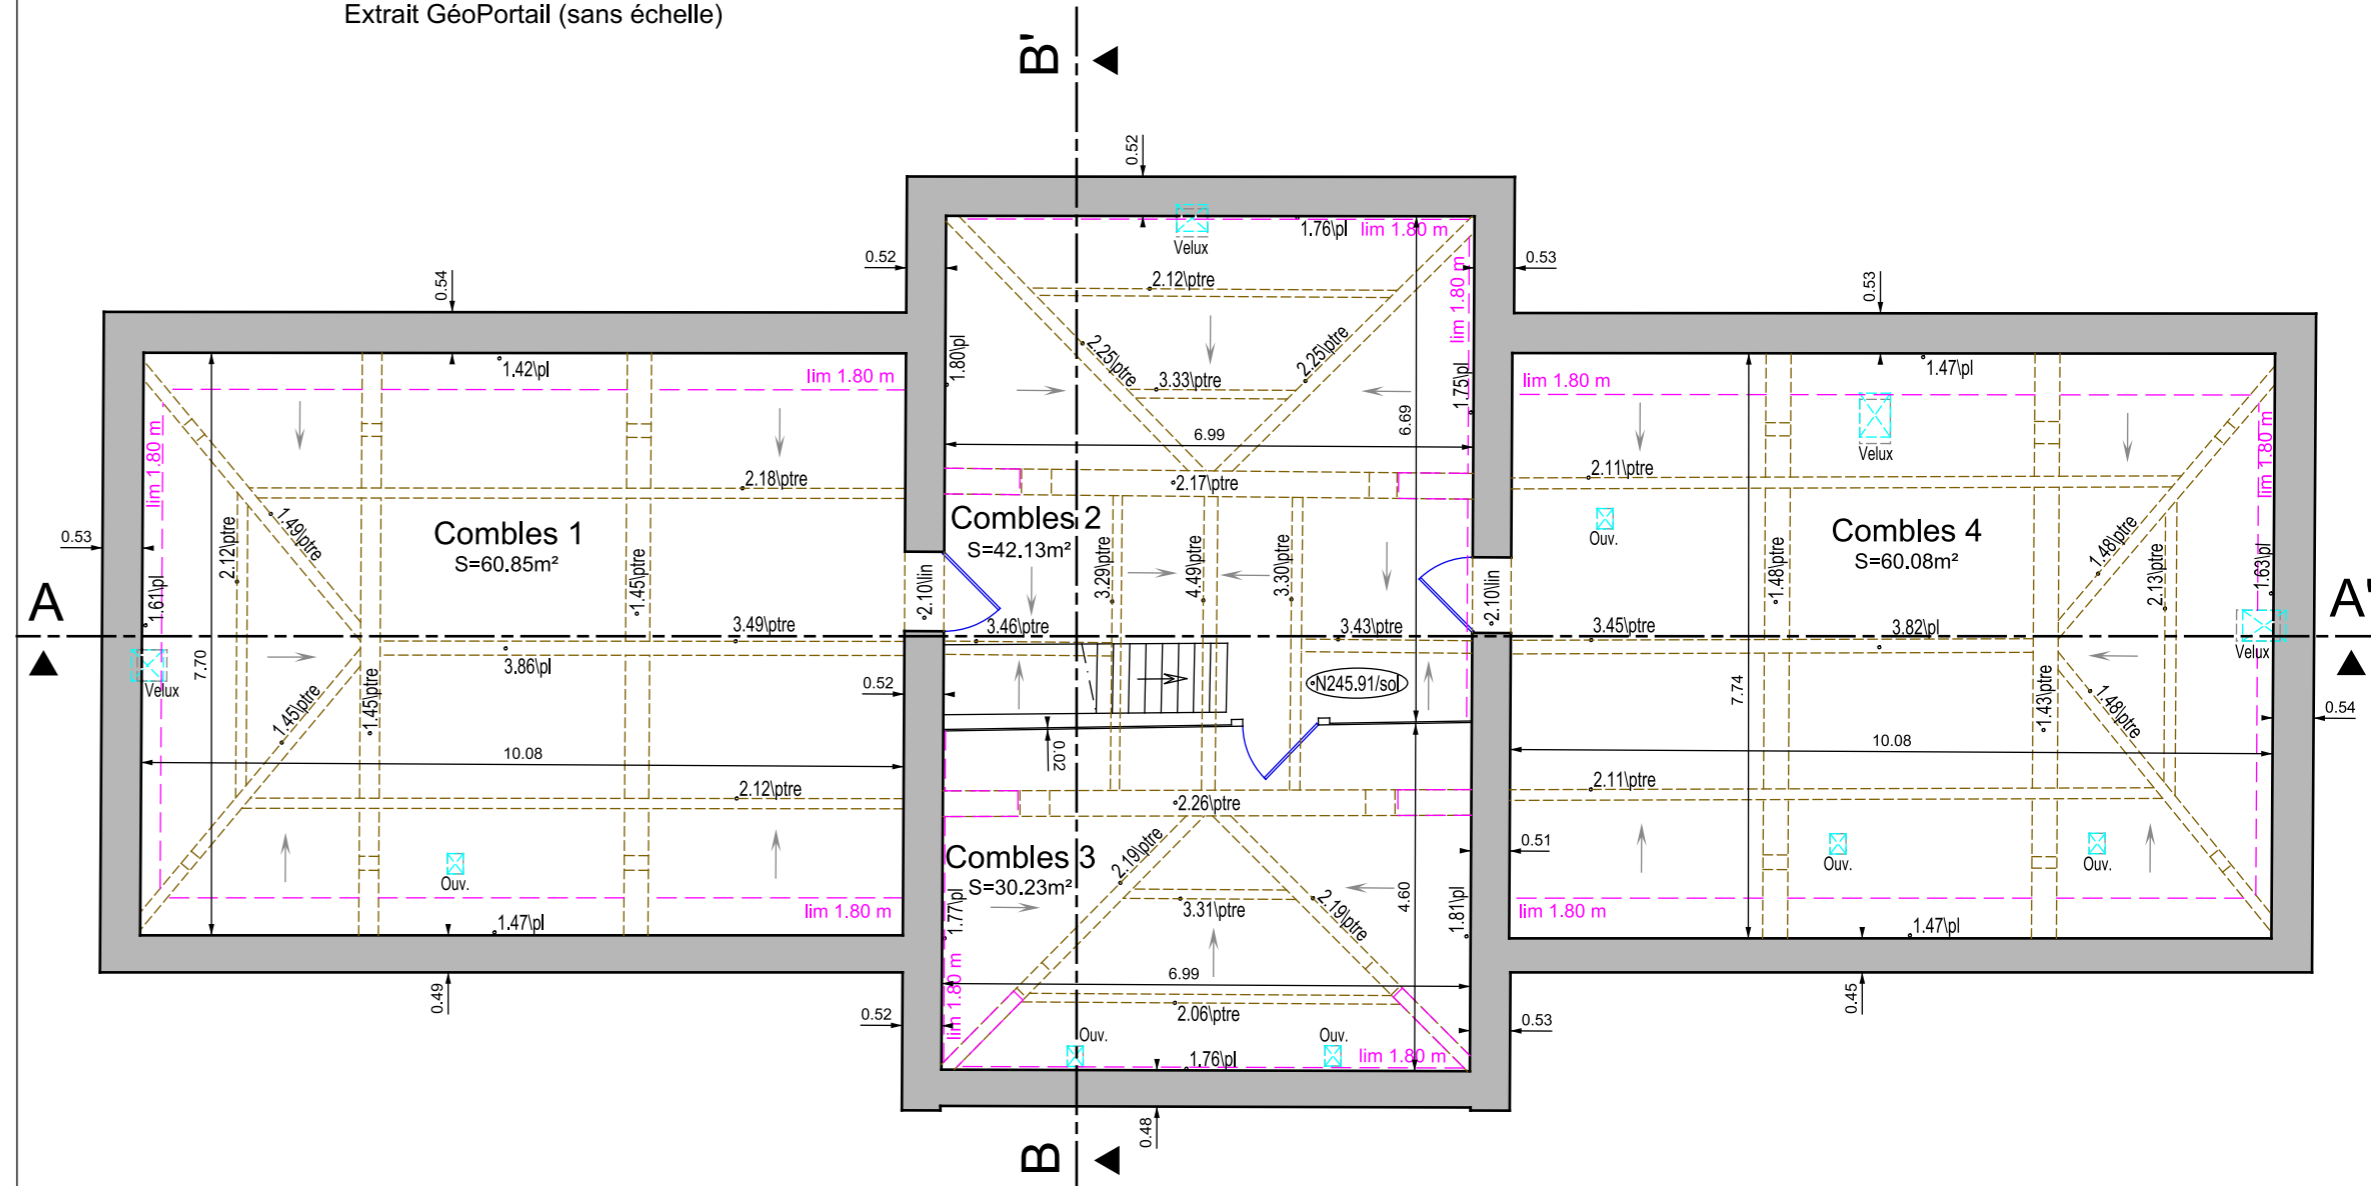 Extrait GéoPortail (sans échelle)
B'
0.52
0.52
0.53
0.54
0.53
Velux
1.76\pl
lim 1.80 m
lim 1.80 m
2.12\ptre
2.25\ptre
2.25\ptre
3.33\ptre
1.80\pl
1.75\pl
6.69
6.99
2.17\ptre
Combles 2
S=42.13m²
3.29\ptre
4.49\ptre
3.30\ptre
2.10\lin
2.10\lin
3.46\ptre
3.43\ptre
N245.91/sol
0.02
1.42\pl
lim 1.80 m
lim 1.80 m
2.18\ptre
1.49\ptre
2.12\ptre
Combles 1
S=60.85m²
1.45\ptre
0.53
1.61\pl
A
3.49\ptre
3.86\pl
Velux
7.70
1.45\ptre
1.45\ptre
0.52
10.08
2.12\ptre
Ouv.
lim 1.80 m
1.47\pl
0.49
1.47\pl
lim 1.80 m
Velux
lim 1.80 m
2.11\ptre
Ouv.
Combles 4
S=60.08m²
1.48\ptre
1.48\ptre
2.13\ptre
1.63\pl
A'
3.45\ptre
3.82\pl
Velux
7.74
1.43\ptre
1.48\ptre
0.54
10.08
2.11\ptre
0.51
Ouv.
Ouv.
lim 1.80 m
1.47\pl
0.45
2.26\ptre
Combles 3
S=30.23m²
2.19\ptre
2.19\ptre
3.31\ptre
1.77\pl
1.81\pl
4.60
6.99
lim 1.80 m
2.06\ptre
0.52
0.53
Ouv.
Ouv.
1.76\pl
lim 1.80 m
0.48
B